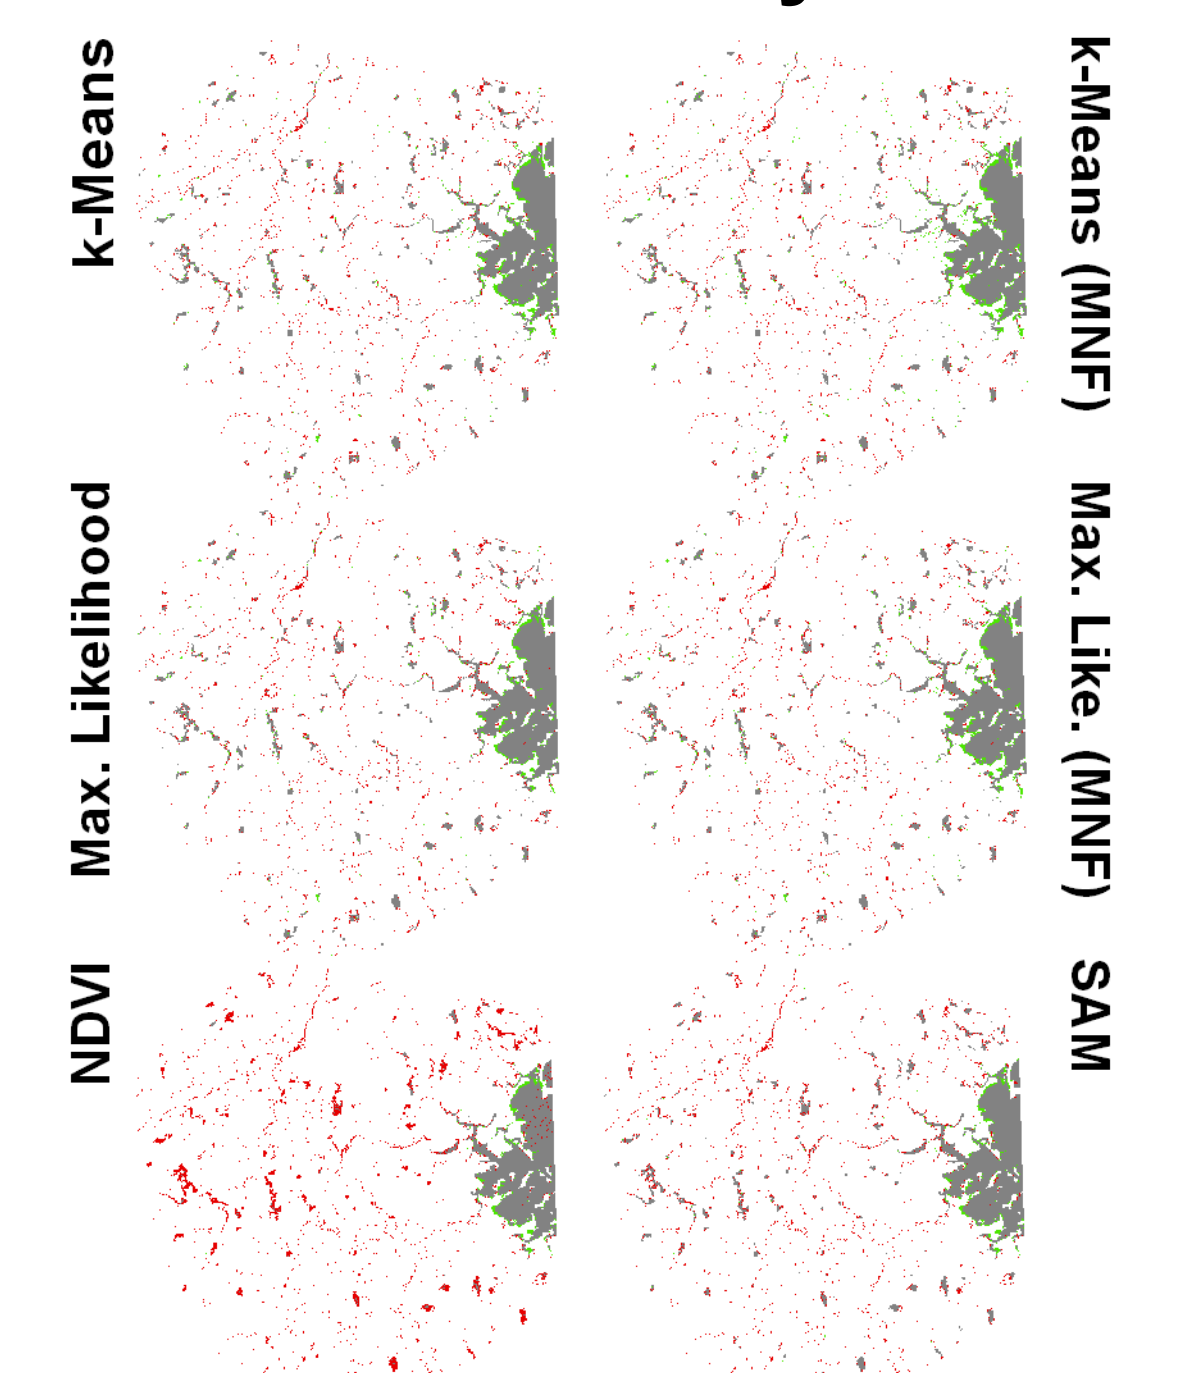 k-Means
k-Means (MNF)
Max. Likelihood
Max. Like. (MNF)
NDVI
SAM